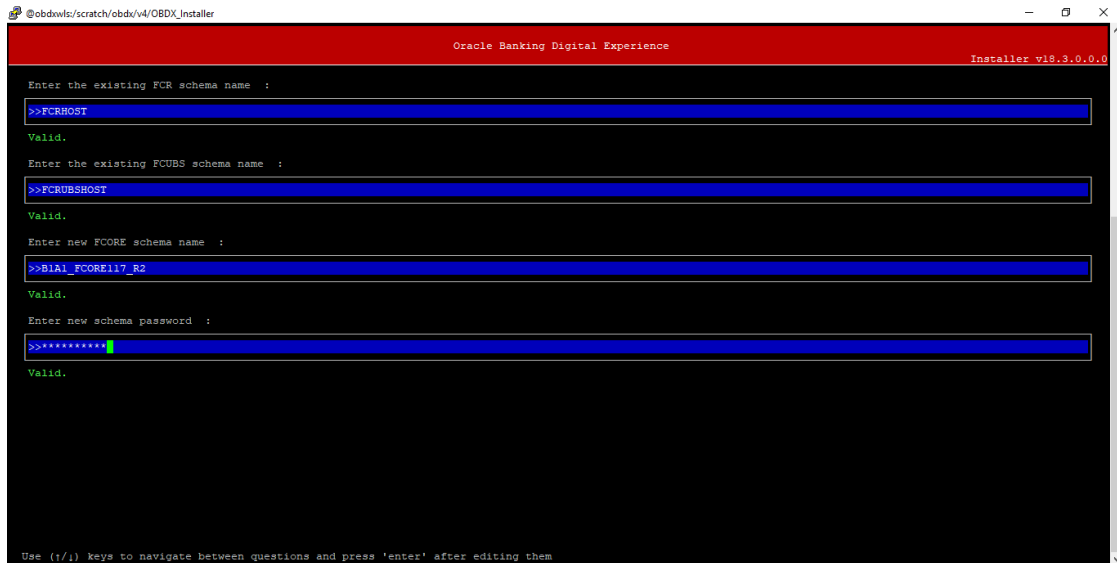 @obdxwls:/scratch/obdx/v4/OBDX_Installer
Oracle Banking Digital Experience
Installer v18.3.0.0.0
Enter the existing FCR schema name :
>>FCRHOST
Valid.
Enter the existing FCUBS schema name :
>>FCRUBSHOST
Valid.
Enter new FCORE schema name :
>>B1A1_FCORE117_R2
Valid.
Enter new schema password :
>>**********
Valid.
Use (↑/↓) keys to navigate between questions and press 'enter' after editing them